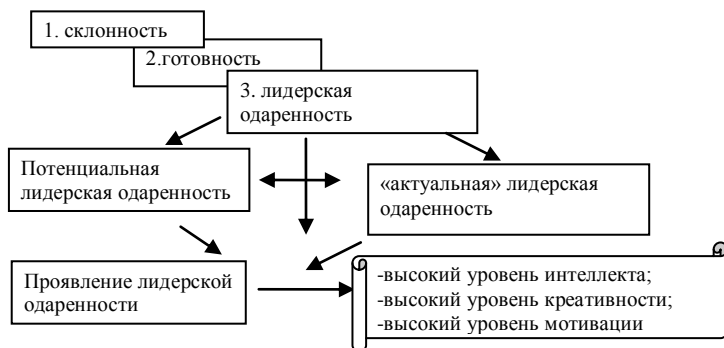 1. склонность
2.готовность
3. лидерская
одаренность
Потенциальная
лидерская одаренность
«актуальная» лидерская
одаренность
Проявление лидерской
одаренности
-высокий уровень интеллекта;
-высокий уровень креативности;
-высокий уровень мотивации